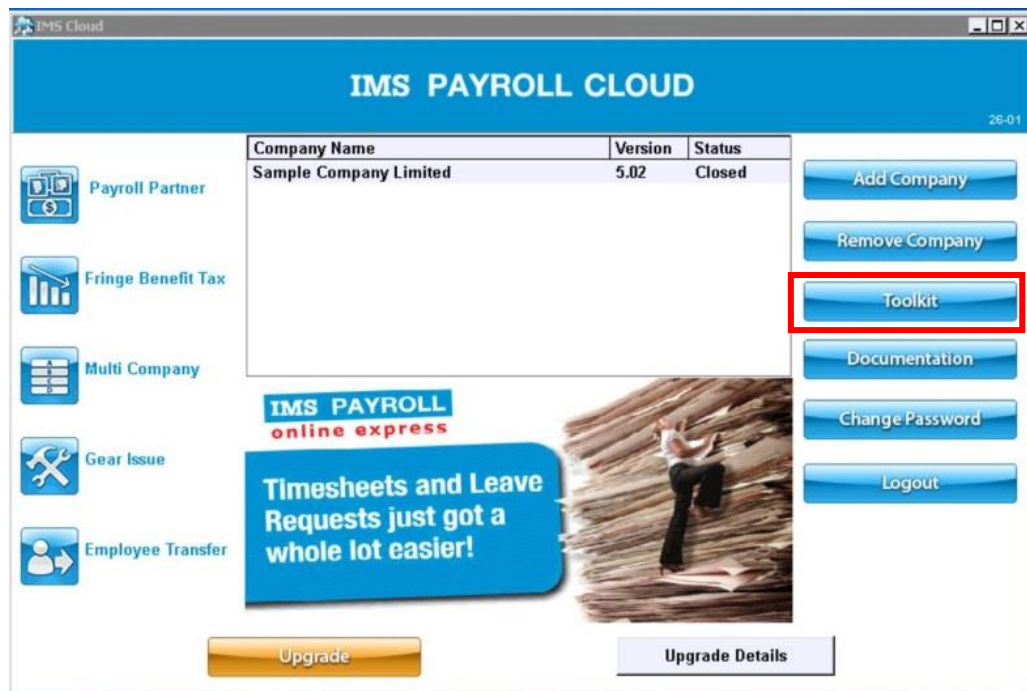 IMS Cloud
IMS PAYROLL CLOUD
26-01
Company Name Version Status
Sample Company Limited 5.02 Closed
Payroll Partner
Fringe Benefit Tax
Multi Company
Gear Issue
Employee Transfer
IMS PAYROLL
online express
Timesheets and Leave
Requests just got a
whole lot easier!
Add Company
Remove Company
Toolkit
Documentation
Change Password
Logout
Upgrade
Upgrade Details